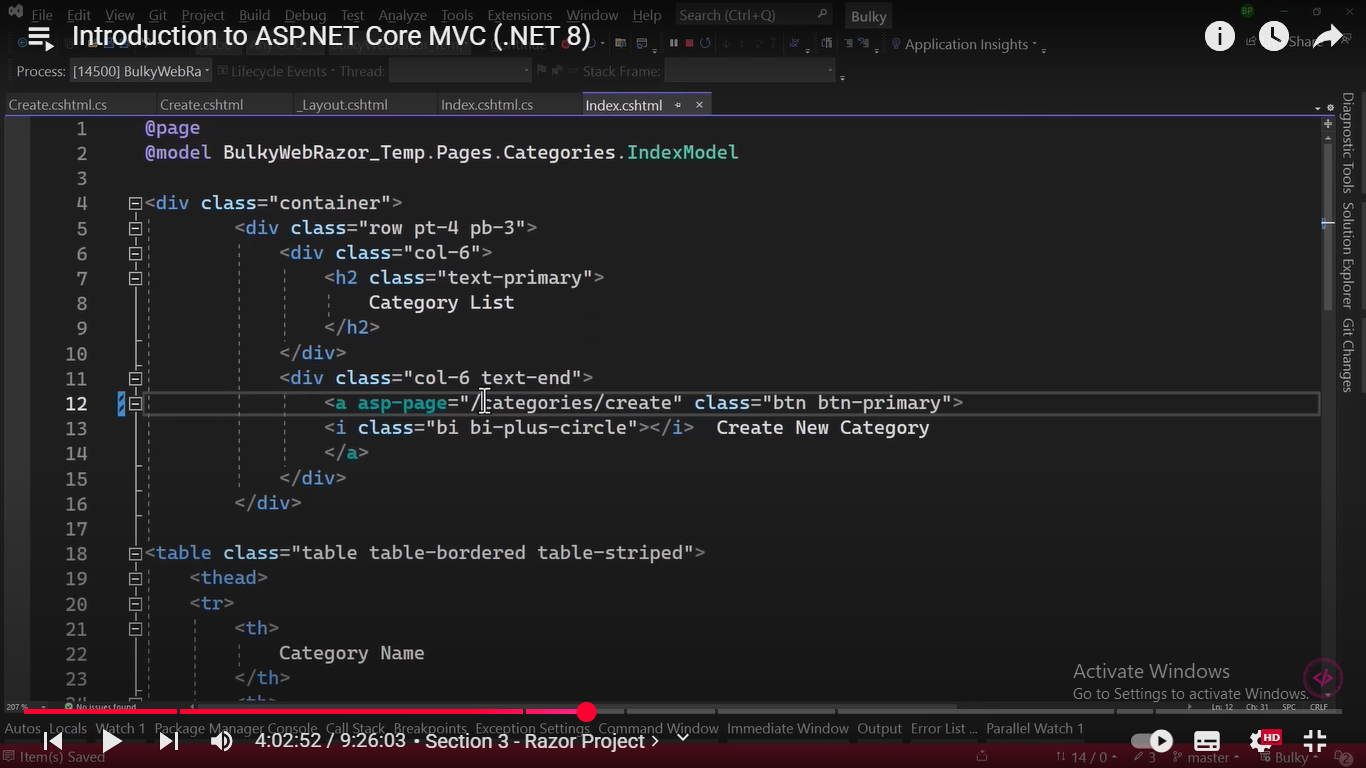 File Edit View Git Project Build Debug Test Analyze Tools Extensions Window Help Search (Ctrl+Q) Bulky BP
Introduction to ASP.NET Core MVC (.NET 8)
Application Insights Share
Process: [14500] BulkyWebRa Lifecycle Events Thread: Stack Frame:
Create.cshtml.cs Create.cshtml _Layout.cshtml Index.cshtml.cs Index.cshtml
1 @page
2 @model BulkyWebRazor_Temp.Pages.Categories.IndexModel
3
4 <div class="container">
5 <div class="row pt-4 pb-3">
6 <div class="col-6">
7 <h2 class="text-primary">
8 Category List
9 </h2>
10 </div>
11 <div class="col-6 text-end">
12 <a asp-page="/categories/create" class="btn btn-primary">
13 <i class="bi bi-plus-circle"></i> Create New Category
14 </a>
15 </div>
16 </div>
17
18 <table class="table table-bordered table-striped">
19 <thead>
20 <tr>
21 <th>
22 Category Name
23 </th>
24 <th>
Diagnostic Tools
Solution Explorer
Git Changes
Activate Windows
Go to Settings to activate Windows.
207 % No issues found Ln: 12 Ch: 31 SPC CRLF
Autos Locals Watch 1 Package Manager Console Call Stack Breakpoints Exception Settings Command Window Immediate Window Output Error List ... Parallel Watch 1
4:02:52 / 9:26:03 • Section 3 - Razor Project HD
Item(s) Saved 14 / 0 3 master Bulky 2